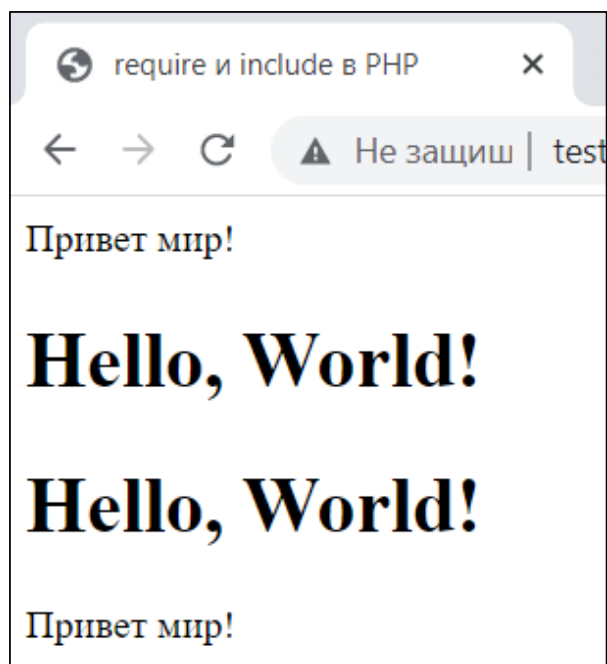 require и include в PHP
Не защищ | test
Привет мир!
Hello, World!
Hello, World!
Привет мир!